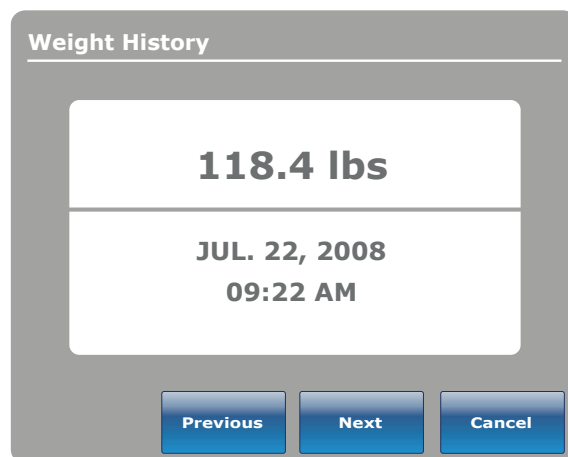 Weight History
118.4 lbs
JUL. 22, 2008
09:22 AM
Previous Next Cancel